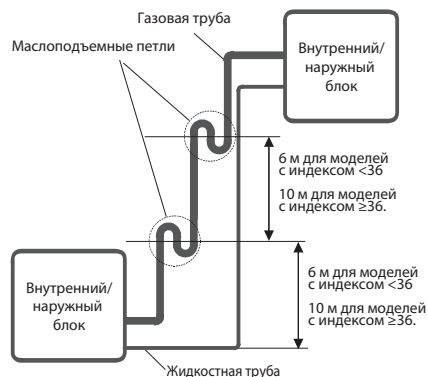 Газовая труба
Маслоподъемные петли
Внутренний/
наружный
блок
6 м для моделей
с индексом <36
10 м для моделей
с индексом ≥36.
6 м для моделей
с индексом <36
10 м для моделей
с индексом ≥36.
Внутренний/
наружный
блок
Жидкостная труба